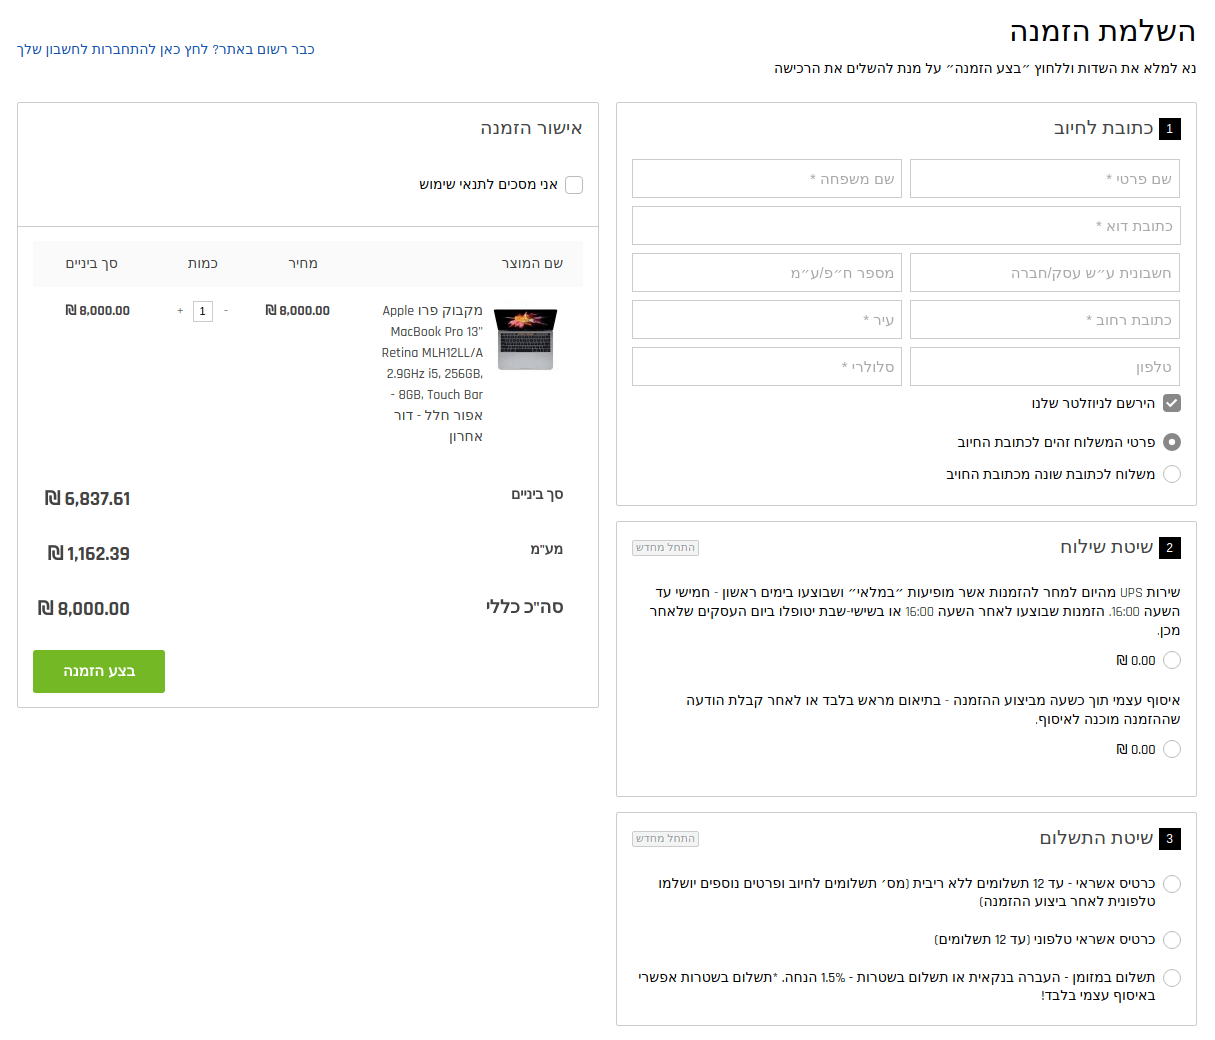 השלמת הזמנה
כבר רשום באתר? לחץ כאן להתחברות לחשבון שלך
נא למלא את השדות וללחוץ ״בצע הזמנה״ על מנת להשלים את הרכישה
1 כתובת לחיוב
שם פרטי *
שם משפחה *
כתובת דוא *
חשבונית ע״ש עסק/חברה
מספר ח״פ/ע״מ
כתובת רחוב *
עיר *
טלפון
סלולרי *
הירשם לניוזלטר שלנו
פרטי המשלוח זהים לכתובת החיוב
משלוח לכתובת שונה מכתובת החויב
2 שיטת שילוח
התחל מחדש
שירות UPS מהיום למחר להזמנות אשר מופיעות ״במלאי״ ושבוצעו בימים ראשון - חמישי עד
השעה 16:00. הזמנות שבוצעו לאחר השעה 16:00 או בשישי-שבת יטופלו ביום העסקים שלאחר
מכן.
0.00 ₪
איסוף עצמי תוך כשעה מביצוע ההזמנה - בתיאום מראש בלבד או לאחר קבלת הודעה
שההזמנה מוכנה לאיסוף.
0.00 ₪
3 שיטת התשלום
התחל מחדש
כרטיס אשראי - עד 12 תשלומים ללא ריבית (מס׳ תשלומים לחיוב ופרטים נוספים יושלמו
טלפונית לאחר ביצוע ההזמנה)
כרטיס אשראי טלפוני (עד 12 תשלומים)
תשלום במזומן - העברה בנקאית או תשלום בשטרות - 1.5% הנחה. *תשלום בשטרות אפשרי
באיסוף עצמי בלבד!
אישור הזמנה
אני מסכים לתנאי שימוש
שם המוצר
מחיר
כמות
סך ביניים
מקבוק פרו Apple
MacBook Pro 13"
Retina MLH12LL/A
2.9GHz i5, 256GB,
8GB, Touch Bar -
אפור חלל - דור
אחרון
8,000.00 ₪
- 1 +
8,000.00 ₪
סך ביניים
6,837.61 ₪
מע"מ
1,162.39 ₪
סה"כ כללי
8,000.00 ₪
בצע הזמנה